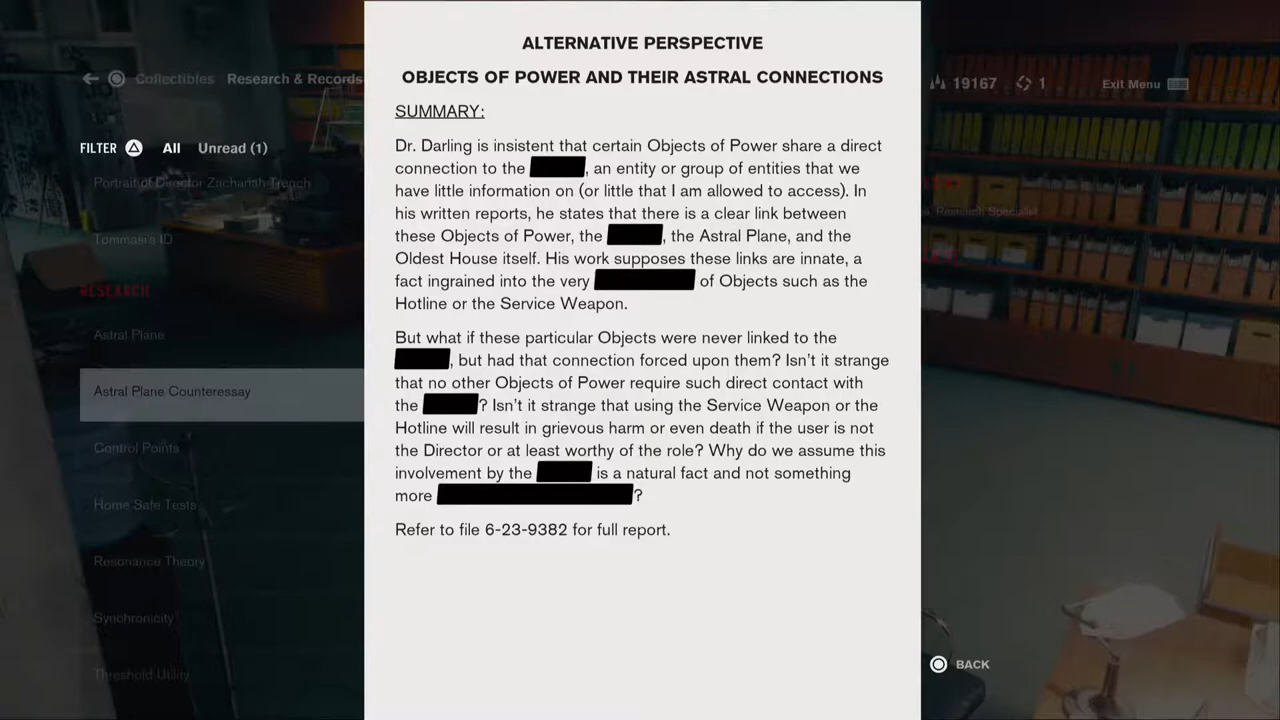 ALTERNATIVE PERSPECTIVE
OBJECTS OF POWER AND THEIR ASTRAL CONNECTIONS
Collectibles Research & Records
19167 1 Exit Menu
SUMMARY:
FILTER All Unread (1)
Dr. Darling is insistent that certain Objects of Power share a direct
connection to the , an entity or group of entities that we
have little information on (or little that I am allowed to access). In
his written reports, he states that there is a clear link between
these Objects of Power, the , the Astral Plane, and the
Oldest House itself. His work supposes these links are innate, a
fact ingrained into the very of Objects such as the
Hotline or the Service Weapon.
But what if these particular Objects were never linked to the
, but had that connection forced upon them? Isn't it strange
that no other Objects of Power require such direct contact with
the ? Isn't it strange that using the Service Weapon or the
Hotline will result in grievous harm or even death if the user is not
the Director or at least worthy of the role? Why do we assume this
involvement by the is a natural fact and not something
more ?
Refer to file 6-23-9382 for full report.
Portrait of Director Zachariah Trench
Tommasi's ID
RESEARCH
Astral Plane
Astral Plane Counteressay
Control Points
Home Safe Tests
Resonance Theory
Synchronicity
Threshold Utility
Research Specialist
BACK